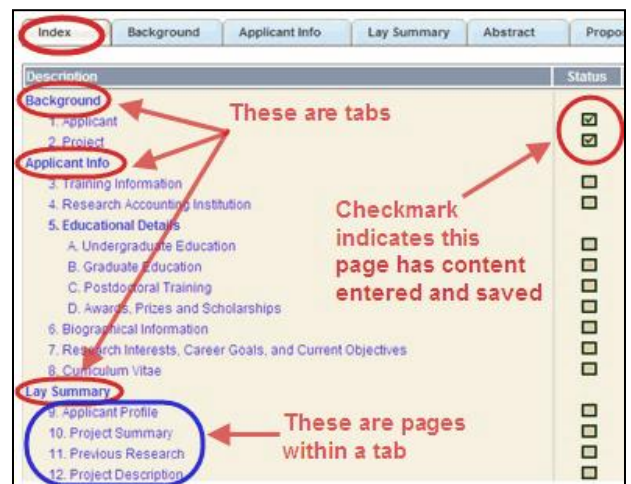 Index Background Applicant Info Lay Summary Abstract Propo
Description Status
Background
These are tabs
1. Applicant
2. Project
Applicant Info
3. Training Information
4. Research Accounting Institution
5. Educational Details
A. Undergraduate Education
B. Graduate Education
C. Postdoctoral Training
D. Awards, Prizes and Scholarships
Checkmark
indicates this
page has content
entered and saved
6. Biographical Information
7. Research Interests, Career Goals, and Current Objectives
8. Curriculum Vitae
Lay Summary
9. Applicant Profile
10. Project Summary
11. Previous Research
12. Project Description
These are pages
within a tab